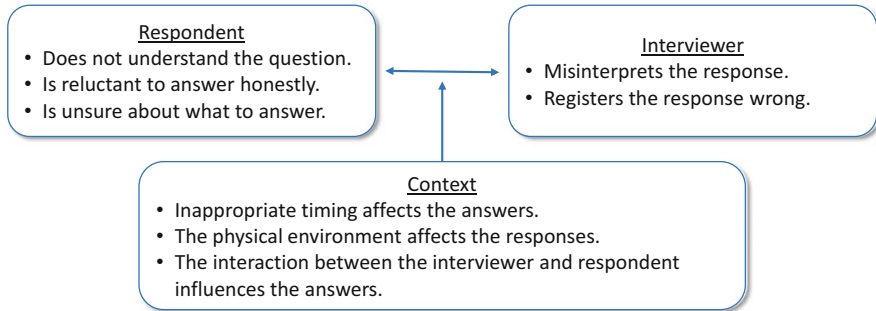 Respondent
• Does not understand the question.
• Is reluctant to answer honestly.
• Is unsure about what to answer.
Interviewer
• Misinterprets the response.
• Registers the response wrong.
Context
• Inappropriate timing affects the answers.
• The physical environment affects the responses.
• The interaction between the interviewer and respondent
influences the answers.